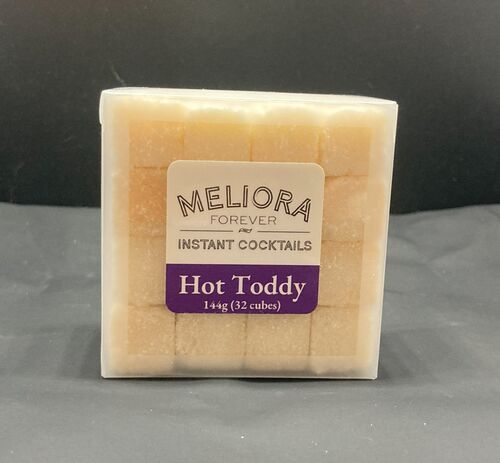 MELIORA
FOREVER
INSTANT COCKTAILS
Hot Toddy
144g (32 cubes)